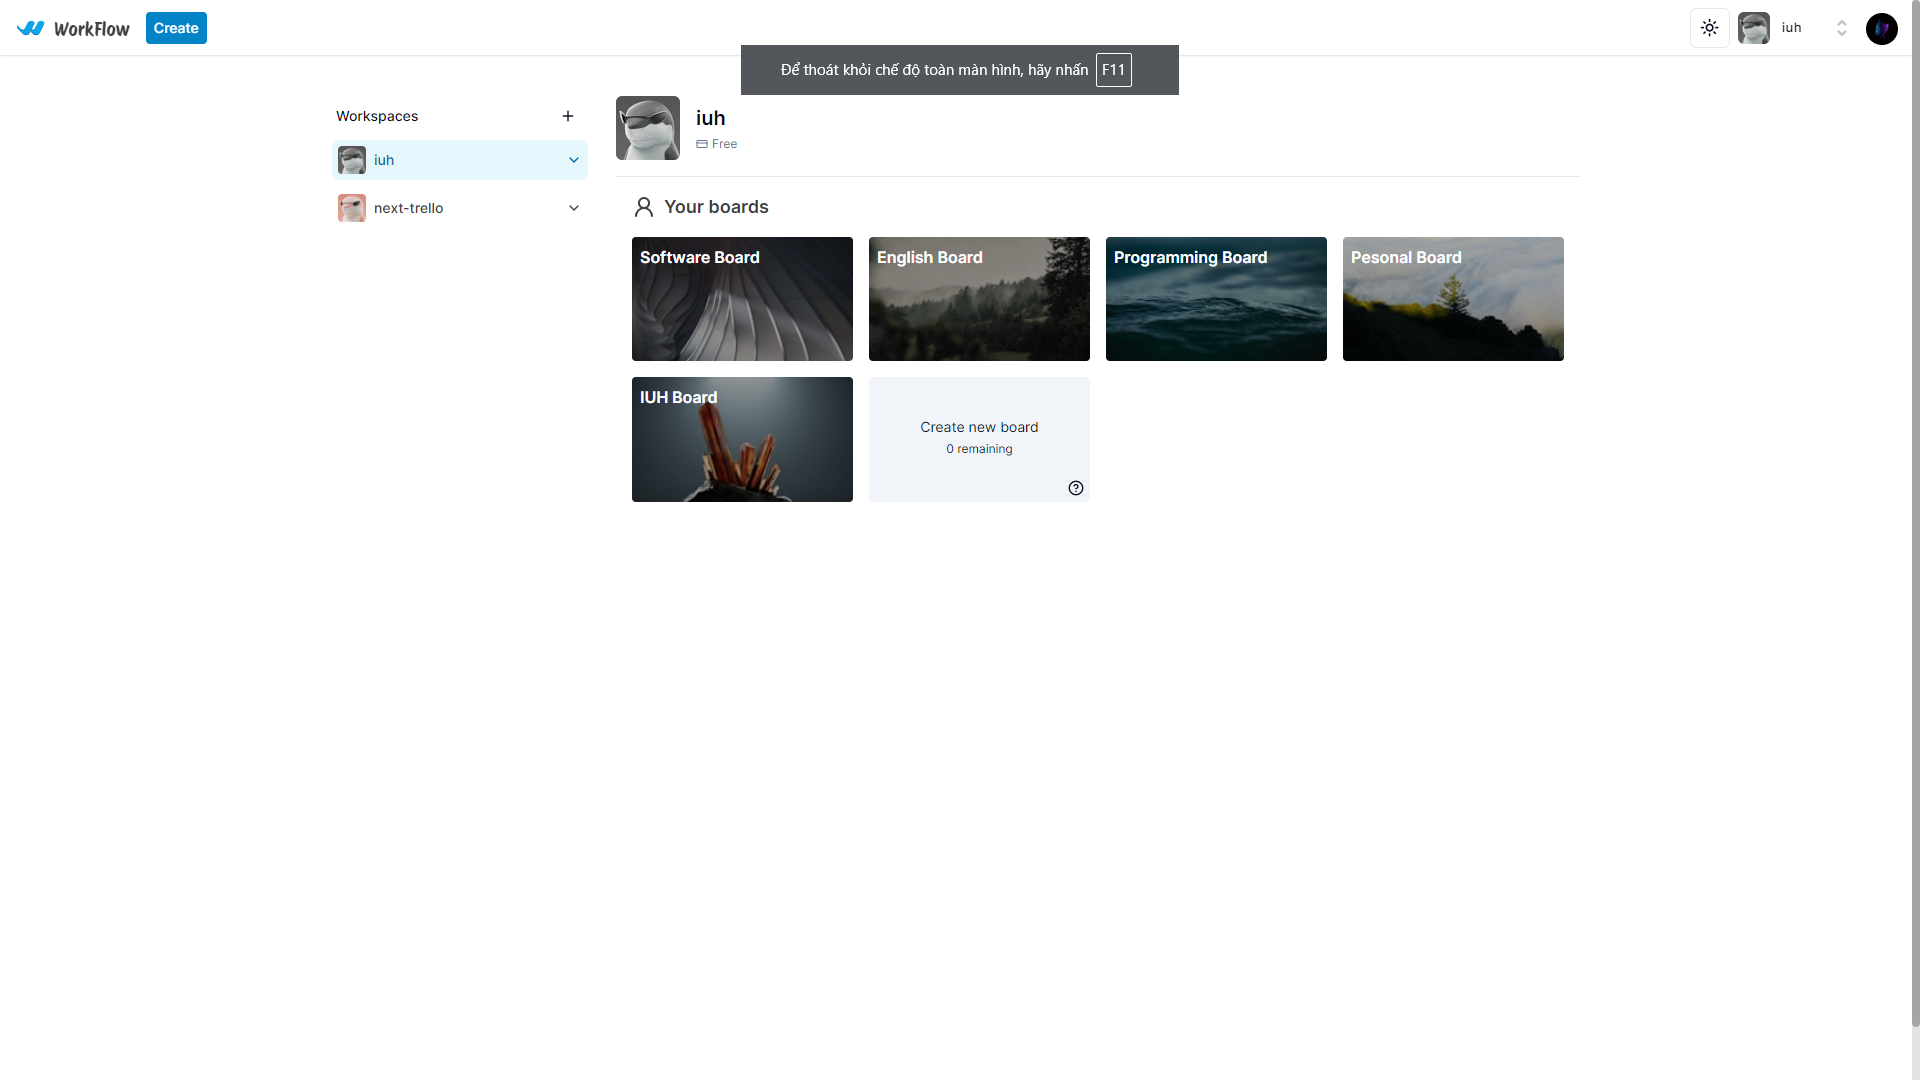 WorkFlow
Create
iuh
Để thoát khỏi chế độ toàn màn hình, hãy nhấn F11
Workspaces
iuh
next-trello
iuh
Free
Your boards
Software Board
English Board
Programming Board
Pesonal Board
IUH Board
Create new board
0 remaining